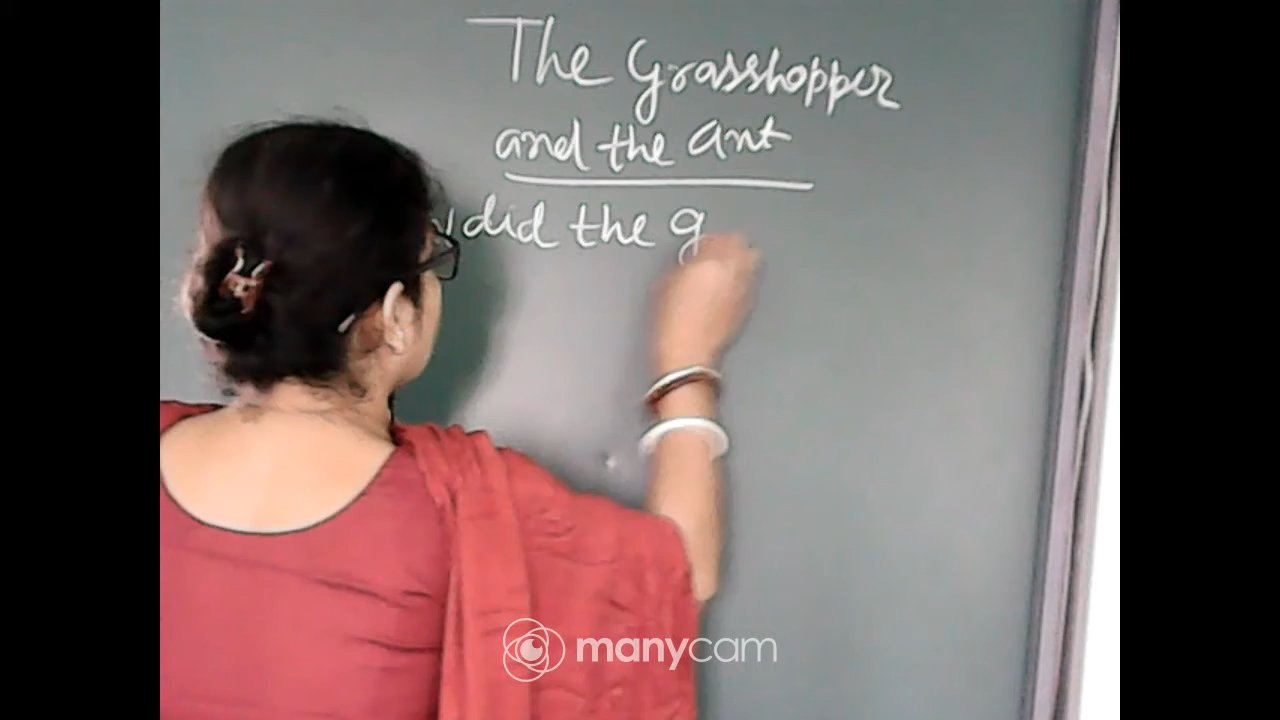 The Grasshopper
and the ant
did the g
manycam